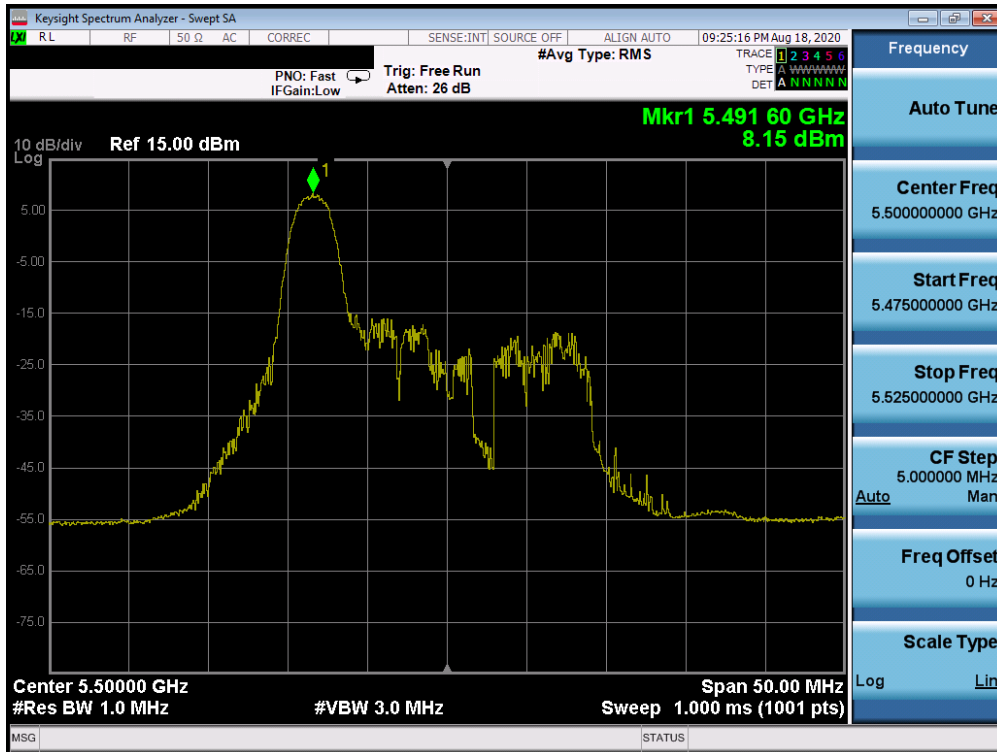 Keysight Spectrum Analyzer - Swept SA
LXI RL RF 50 Ω AC CORREC SENSE:INT SOURCE OFF ALIGN AUTO 09:25:16 PM Aug 18, 2020
#Avg Type: RMS
TRACE 1 2 3 4 5 6
PNO: Fast Trig: Free Run
TYPE A WWWWW
IFGain:Low Atten: 26 dB
DET A N N N N N
Mkr1 5.491 60 GHz
8.15 dBm
10 dB/div Ref 15.00 dBm
Log
1
5.00
-5.00
-15.0
-25.0
-35.0
-45.0
-55.0
-65.0
-75.0
Center 5.50000 GHz Span 50.00 MHz
#Res BW 1.0 MHz #VBW 3.0 MHz Sweep 1.000 ms (1001 pts)
MSG STATUS
Frequency
Auto Tune
Center Freq
5.500000000 GHz
Start Freq
5.475000000 GHz
Stop Freq
5.525000000 GHz
CF Step
5.000000 MHz
Auto Man
Freq Offset
0 Hz
Scale Type
Log Lin